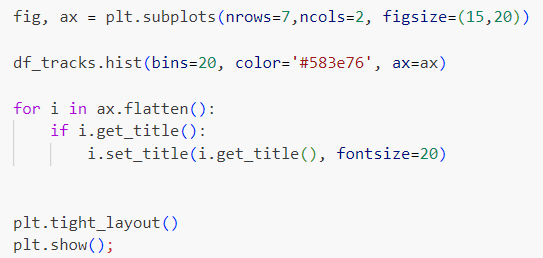 fig, ax = plt.subplots(nrows=7,ncols=2, figsize=(15,20))
df_tracks.hist(bins=20, color='#583e76', ax=ax)
for i in ax.flatten():
    if i.get_title():
        i.set_title(i.get_title(), fontsize=20)
plt.tight_layout()
plt.show();